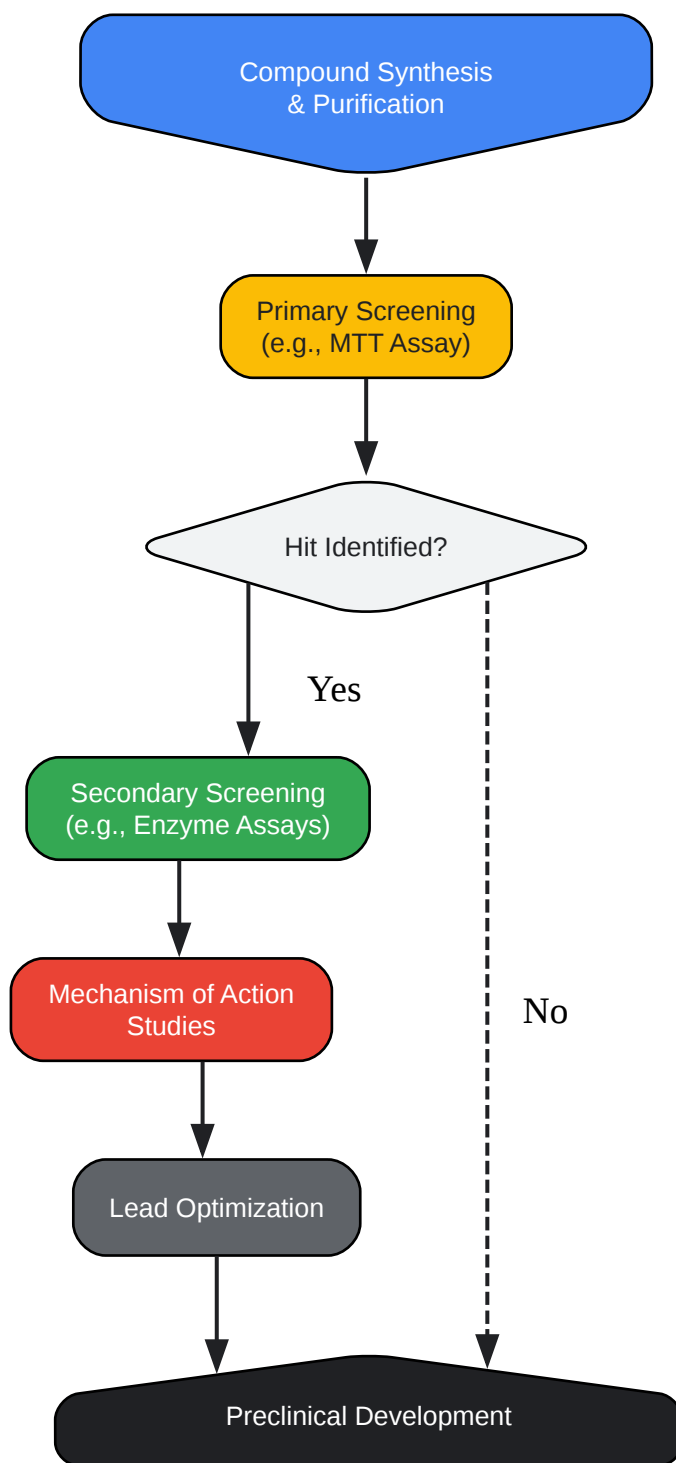 Compound Synthesis
& Purification
Primary Screening
(e.g., MTT Assay)
Hit Identified?
Yes
Secondary Screening
(e.g., Enzyme Assays)
Mechanism of Action
Studies
No
Lead Optimization
Preclinical Development